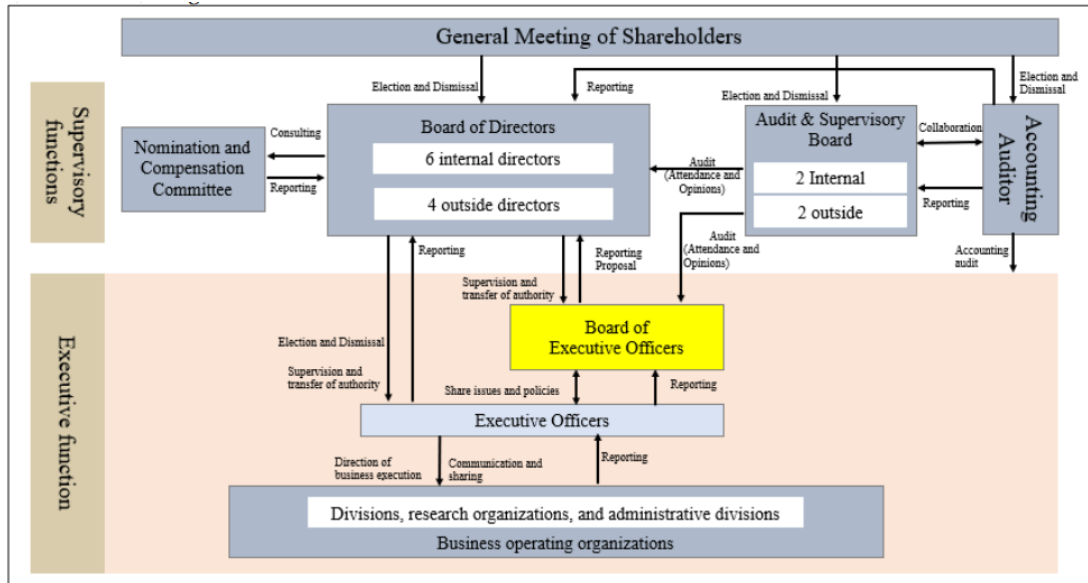 General Meeting of Shareholders
Supervisory
functions
Election and Dismissal
Reporting
Election and Dismissal
Election and
Dismissal
Nomination and
Compensation
Committee
Consulting
Reporting
Board of Directors
6 internal directors
4 outside directors
Audit
(Attendance and
Opinions)
Audit & Supervisory
Board
2 Internal
2 outside
Collaboration
Reporting
Accounting
Auditor
Reporting
Reporting
Proposal
Audit
(Attendance and
Opinions)
Accounting
audit
Executive function
Supervision and
transfer of authority
Board of
Executive Officers
Election and Dismissal
Supervision and
transfer of authority
Share issues and policies
Reporting
Executive Officers
Direction of
business execution
Communication and
sharing
Reporting
Divisions, research organizations, and administrative divisions
Business operating organizations